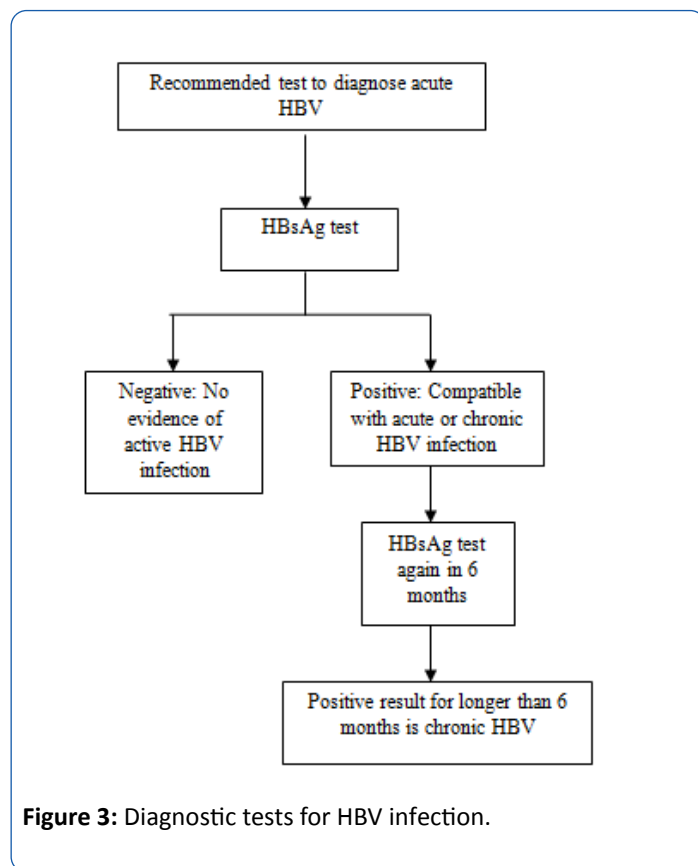 Recommended test to diagnose acute
HBV
HBsAg test
Negative: No
evidence of
active HBV
infection
Positive: Compatible
with acute or chronic
HBV infection
HBsAg test
again in 6
months
Positive result for longer than 6
months is chronic HBV
Figure 3: Diagnostic tests for HBV infection.